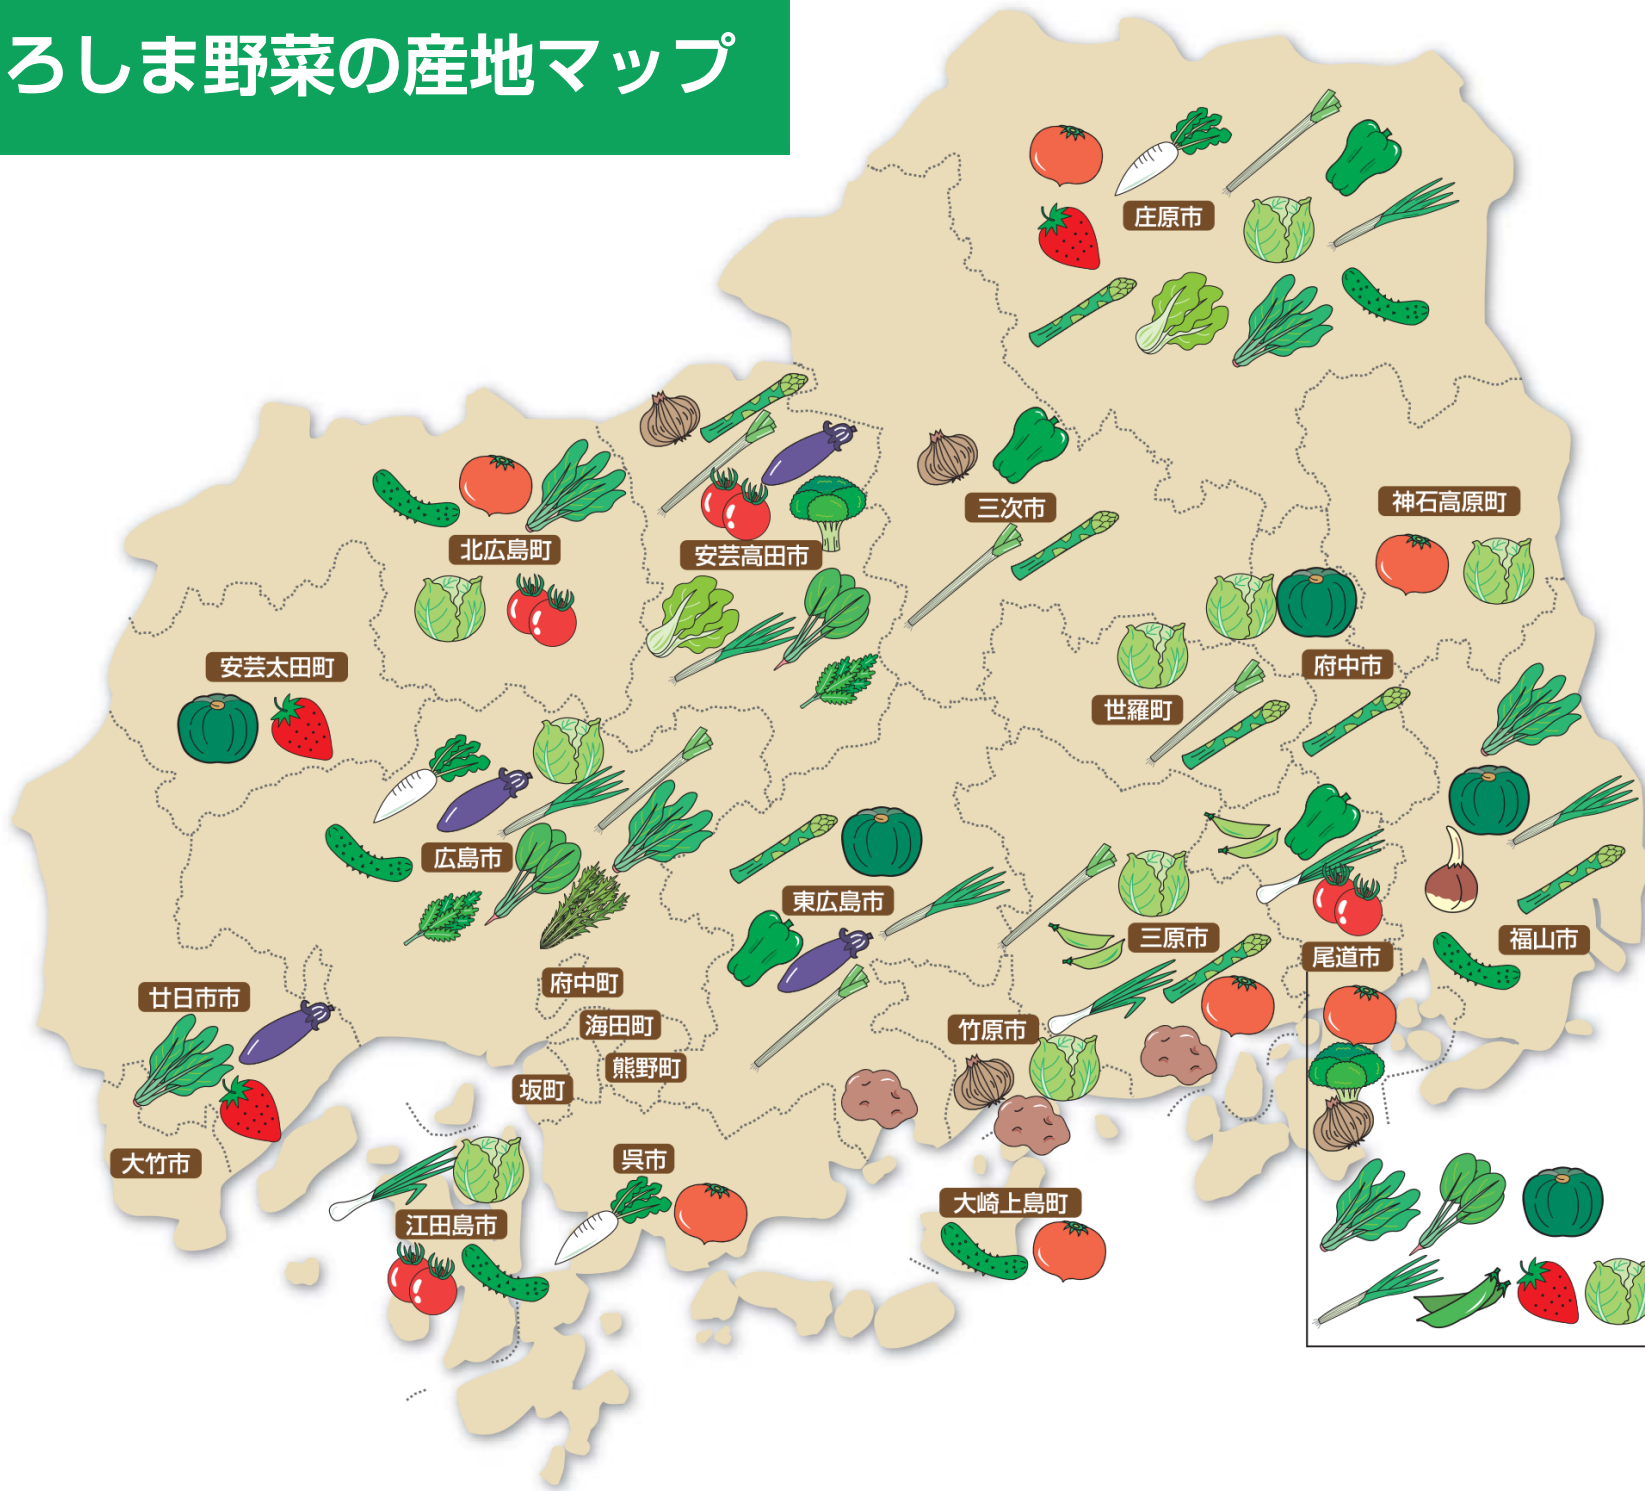 ろしま野菜の産地マップ
庄原市
神石高原町
三次市
北広島町
安芸高田市
安芸太田町
府中市
世羅町
広島市
東広島市
三原市
福山市
尾道市
府中町
廿日市市
海田町
竹原市
熊野町
坂町
大竹市
呉市
大崎上島町
江田島市